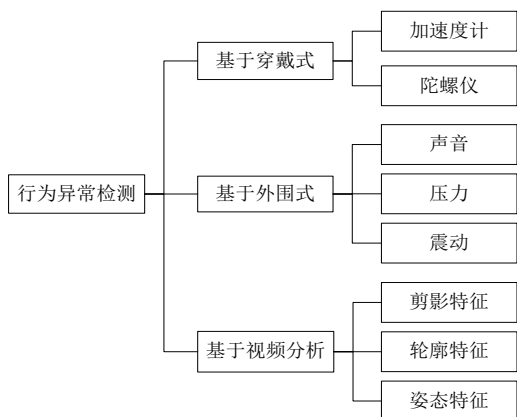 行为异常检测
基于穿戴式
加速度计
陀螺仪
基于外围式
声音
压力
震动
基于视频分析
剪影特征
轮廓特征
姿态特征